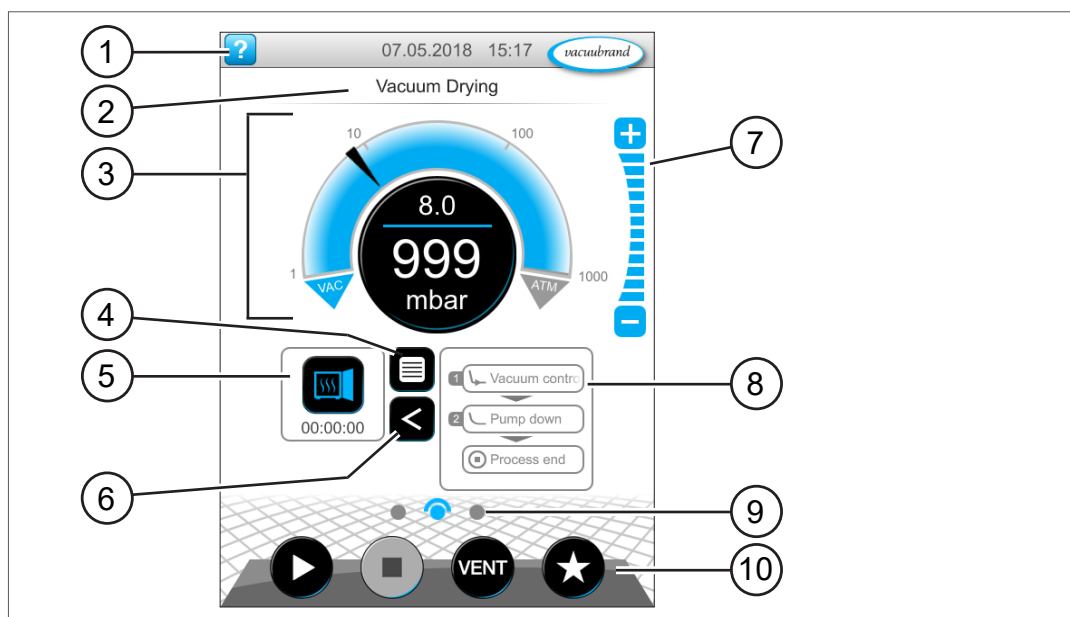 ? 07.05.2018 15:17 vacuubrand
Vacuum Drying
10 100
1 1000
VAC ATM
8.0
999
mbar
00:00:00
1 Vacuum contro
2 Pump down
Process end
VENT
1
2
3
4
5
6
7
8
9
10